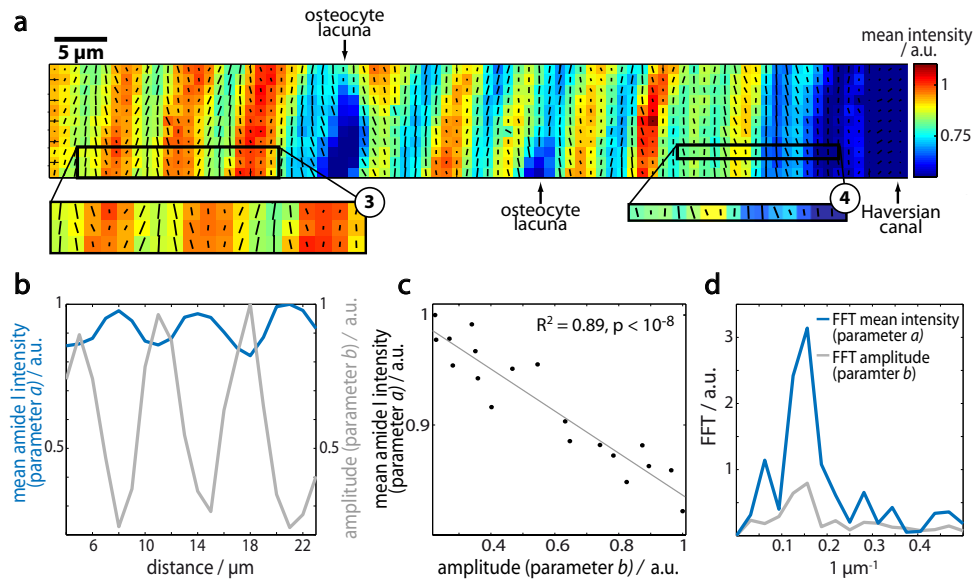 a
5 µm
osteocyte
lacuna
mean intensity
/ a.u.
1
0.75
3
4
osteocyte
lacuna
Haversian
canal
b
mean amide I intensity
(parameter a) / a.u.
1
0.5
1
0.5
amplitude (parameter b) / a.u.
6
10
14
18
22
distance / µm
c
mean amide I intensity
(parameter a) / a.u.
1
0.9
R² = 0.89, p < 10⁻⁸
0.4
0.6
0.8
1
amplitude (parameter b) / a.u.
d
FFT / a.u.
3
2
1
FFT mean intensity
(parameter a)
FFT amplitude
(paramter b)
0.1
0.2
0.3
0.4
1 µm⁻¹